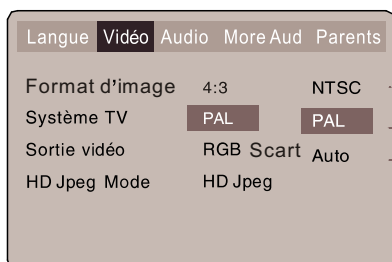 Langue Vidéo Audio More Aud Parents
Format d'image 4:3 NTSC
Système TV PAL PAL
Sortie vidéo RGB Scart Auto
HD Jpeg Mode HD Jpeg